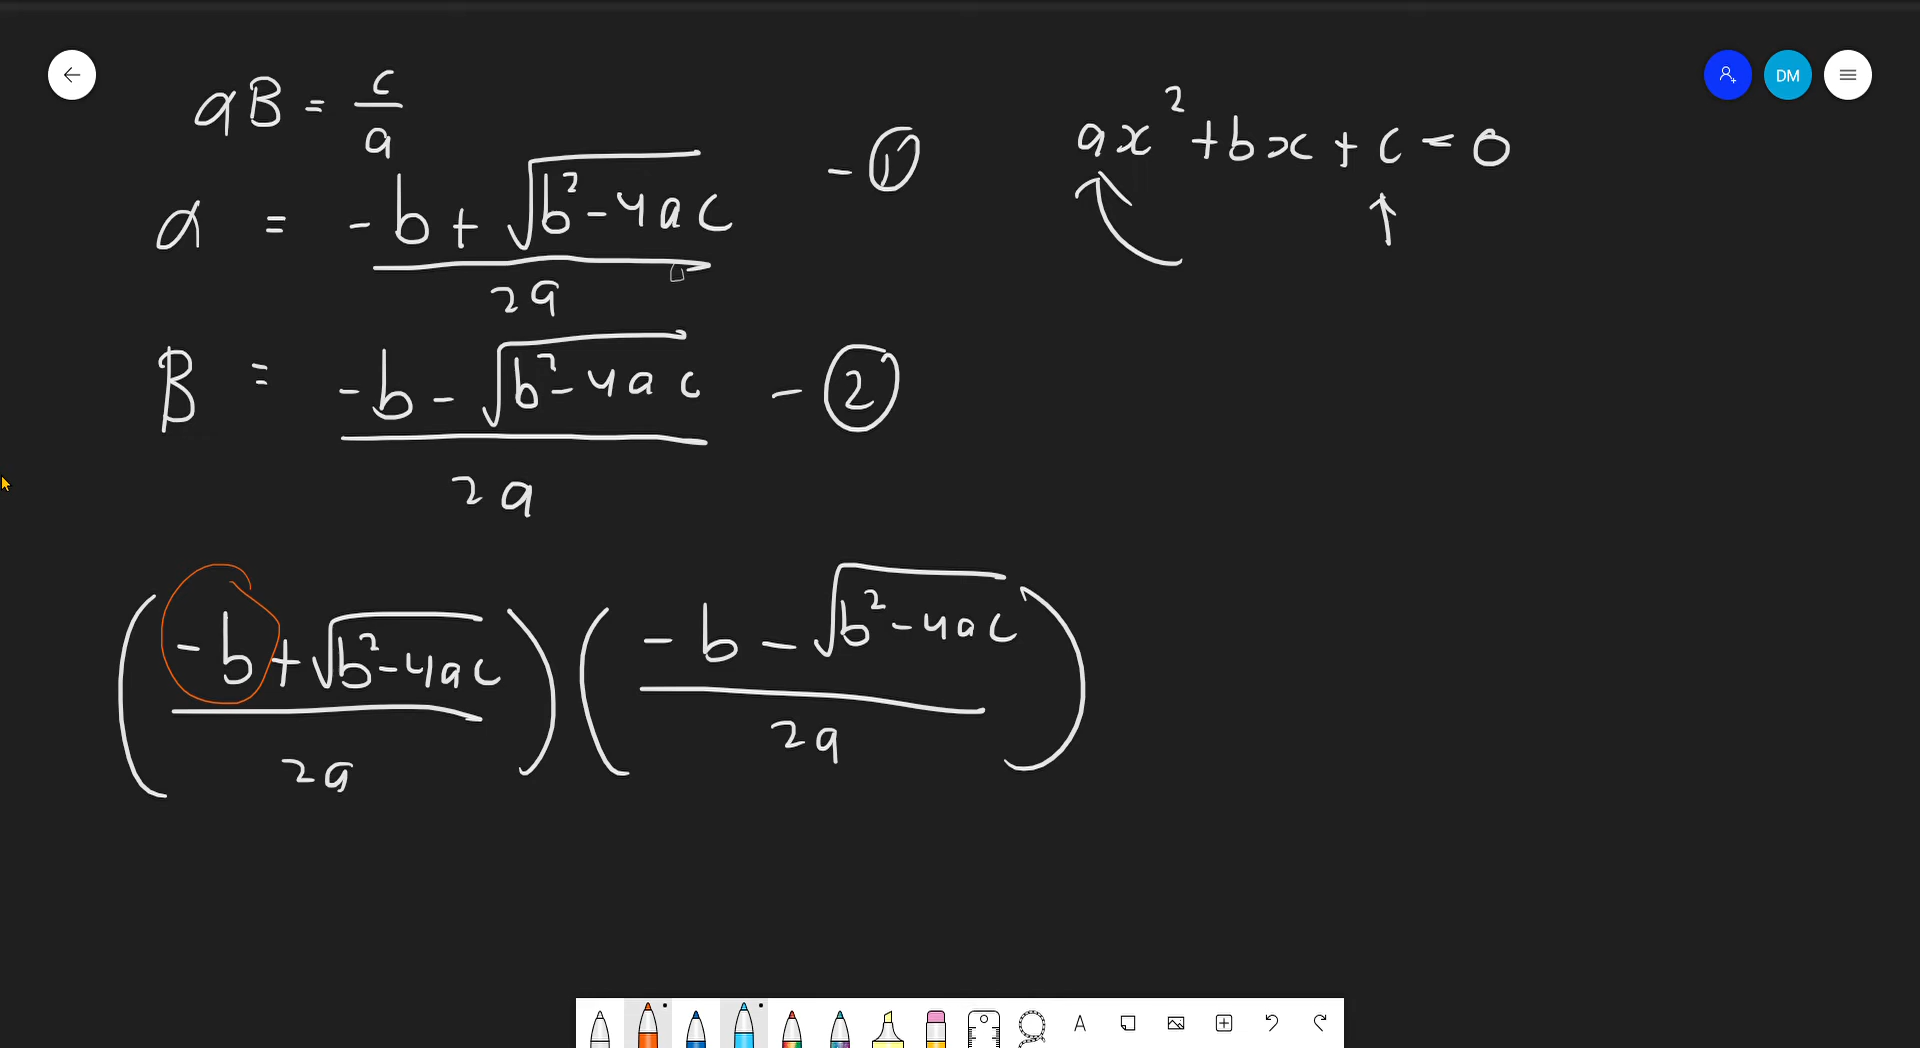 αB = c/a
ax² + bx + c = 0
α = (-b + √(b² - 4ac))/2a - ①
B = (-b - √(b² - 4ac))/2a - ②
((-b + √(b² - 4ac))/2a)((-b - √(b² - 4ac))/2a)
DM
A